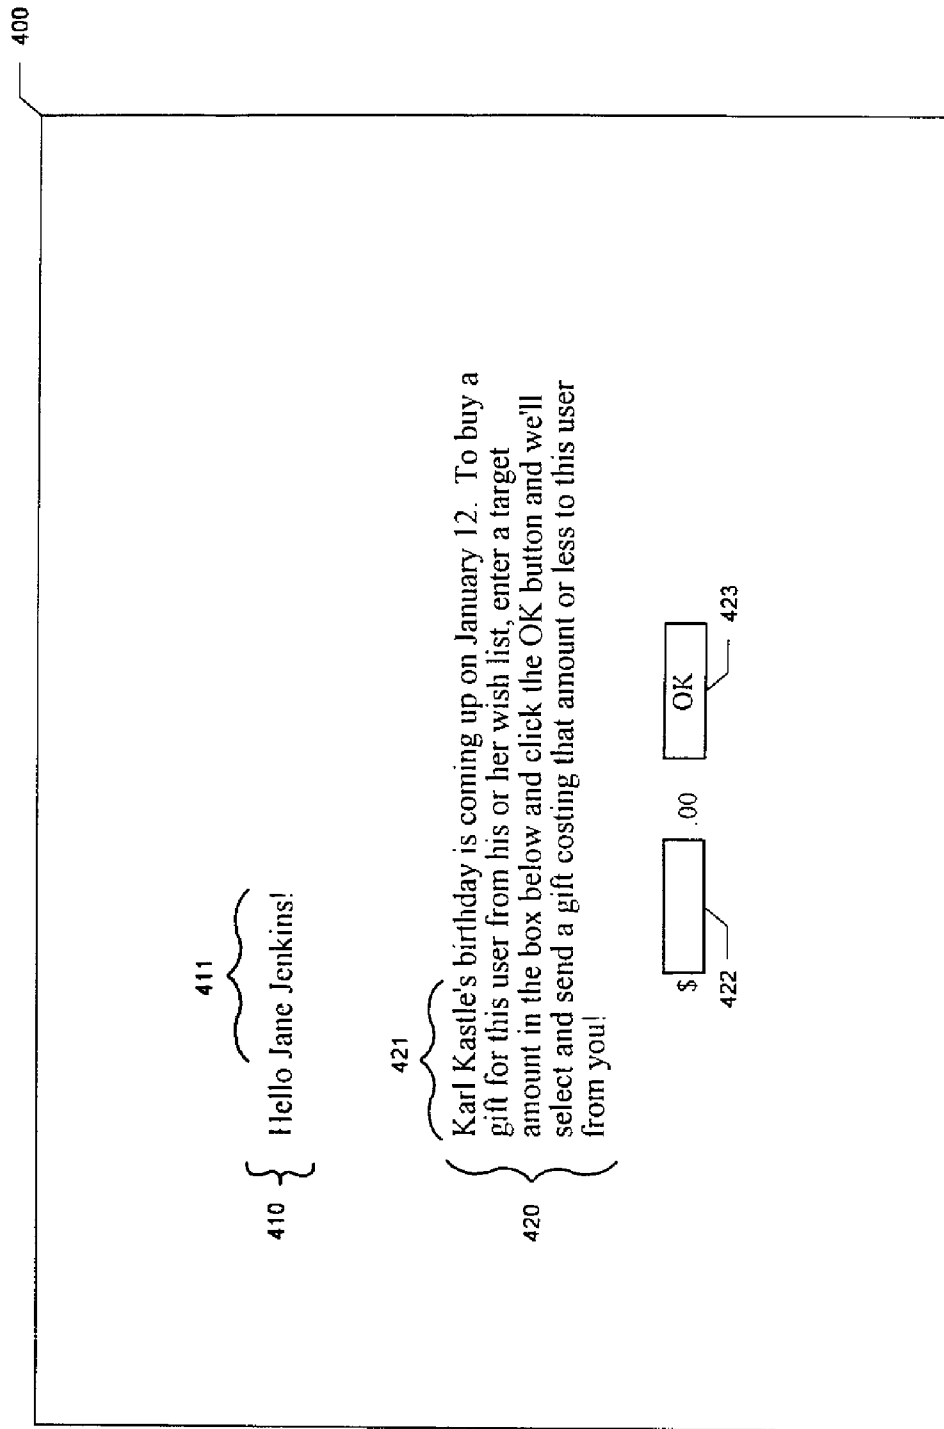 400
411
Hello Jane Jenkins!
410
421
Karl Kastle's birthday is coming up on January 12. To buy a
gift for this user from his or her wish list, enter a target
amount in the box below and click the OK button and we'll
select and send a gift costing that amount or less to this user
from you!
420
$ .00 OK
422 423